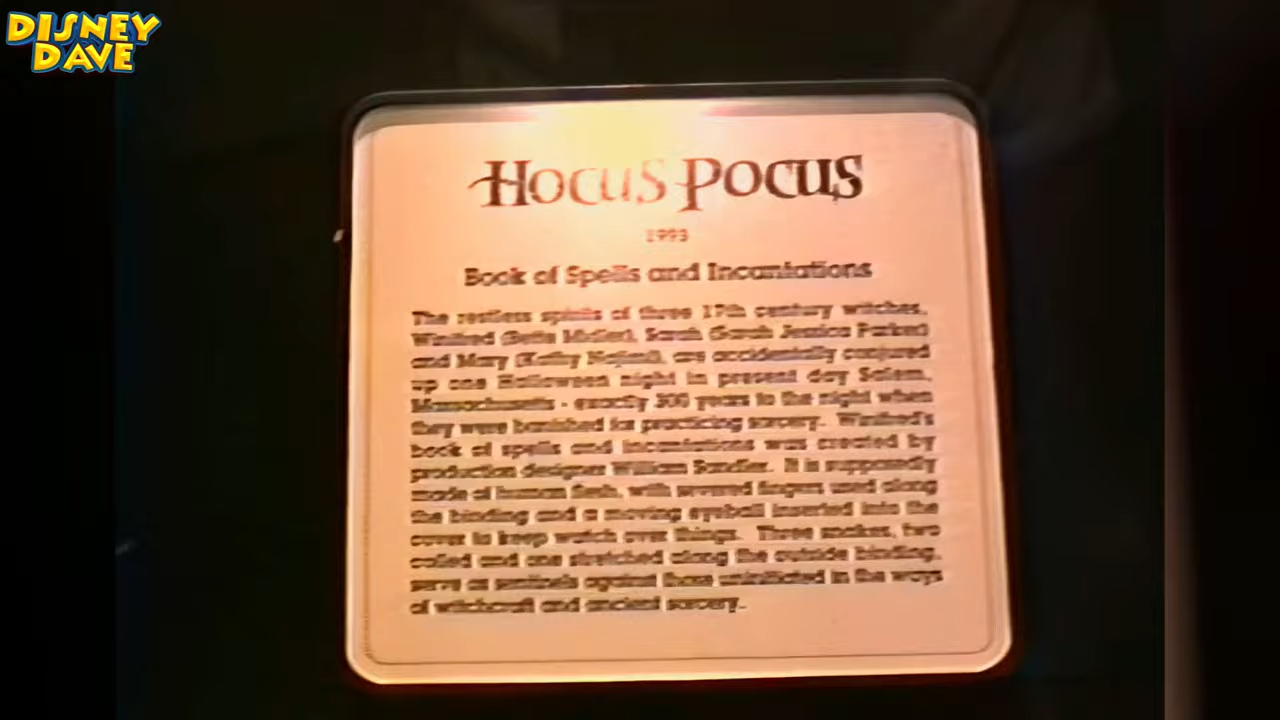 DISNEY
DAVE
HOCUS POCUS
1993
Book of Spells and Incantations
The restless spirits of three 17th century witches,
Winifred (Bette Midler), Sarah (Sarah Jessica Parker)
and Mary (Kathy Najimi), are accidentally conjured
up one Halloween night in present day Salem,
Massachusetts - exactly 300 years to the night when
they were banished for practicing sorcery. Winifred's
book of spells and incantations was created by
production designer William Sandler. It is supposedly
made of human flesh, with severed fingers used along
the binding and a moving eyeball inserted into the
cover to keep watch over things. Three snakes, two
coiled and one stretched along the outside binding,
serve as sentinels against those uninitiated in the ways
of witchcraft and ancient sorcery.